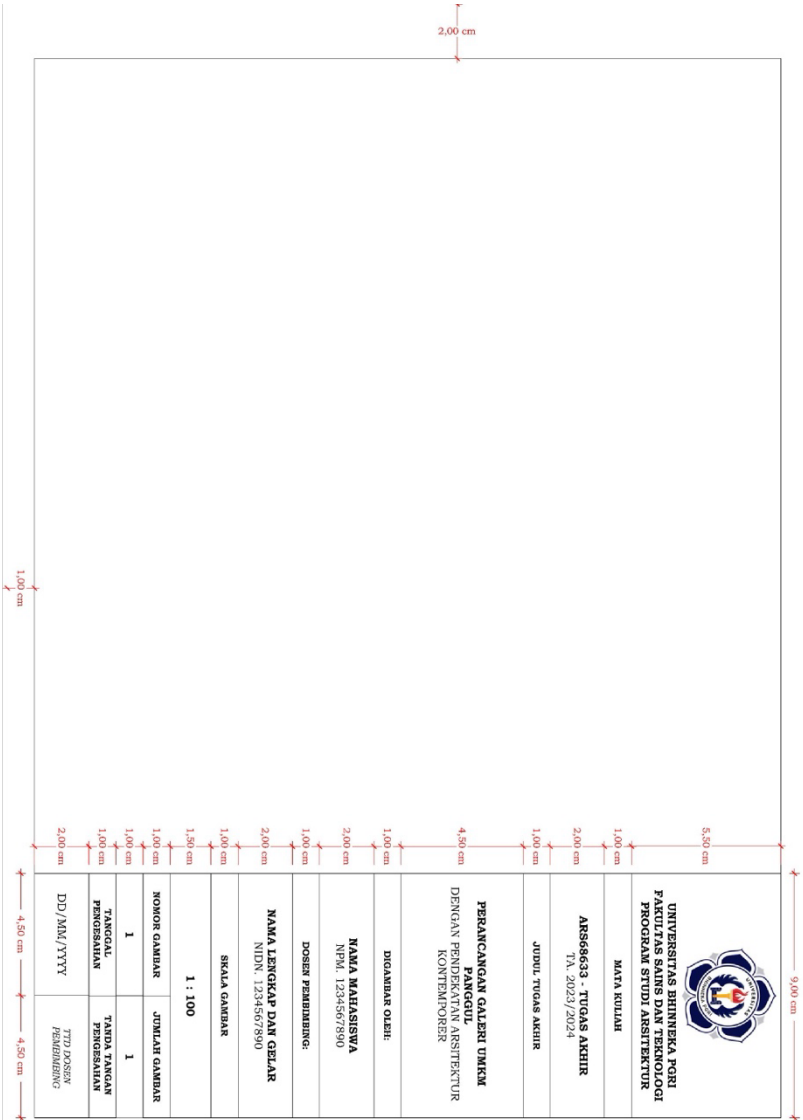 2,00 cm
1,00 cm
9,00 cm
5,50 cm
1,00 cm
2,00 cm
1,00 cm
4,50 cm
1,00 cm
2,00 cm
1,00 cm
2,00 cm
1,00 cm
1,50 cm
1,00 cm
1,00 cm
1,00 cm
2,00 cm
UNIVERSITAS BHINNEKA PGRI
FAKULTAS SAINS DAN TEKNOLOGI
PROGRAM STUDI ARSITEKTUR
MATA KULIAH
ARS68633 - TUGAS AKHIR
TA. 2023/2024
JUDUL TUGAS AKHIR
PERANCANGAN GALERI UMKM
PANGGUL
DENGAN PENDEKATAN ARSITEKTUR
KONTEMPORER
DIGAMBAR OLEH:
NAMA MAHASISWA
NPM. 1234567890
DOSEN PEMBIMBING:
NAMA LENGKAP DAN GELAR
NIDN. 1234567890
SKALA GAMBAR
1 : 100
NOMOR GAMBAR
JUMLAH GAMBAR
1
1
TANGGAL
PENGESAHAN
TANDA TANGAN
PENGESAHAN
DD/MM/YYYY
TTD DOSEN
PEMBIMBING
4,50 cm
4,50 cm